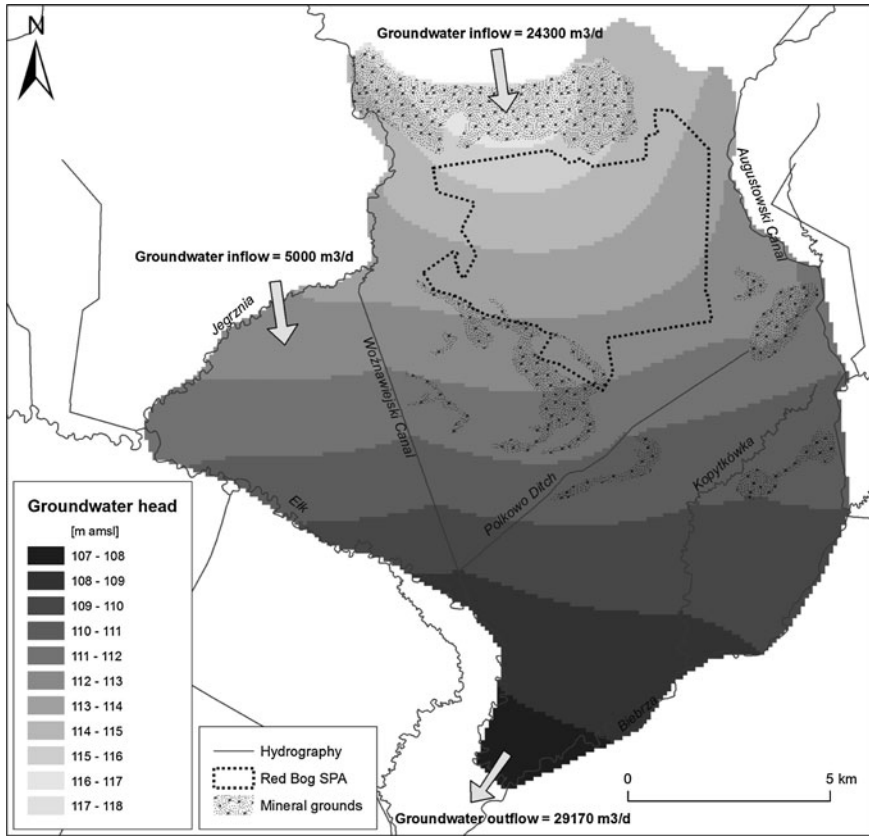 N
Groundwater inflow = 24300 m3/d
Augustowski Canal
Groundwater inflow = 5000 m3/d
Jegrznia
Woźnawiejski Canal
Kopytkówka
Polkowo Ditch
Ełk
Biebrza
Groundwater head
[m amsl]
107 - 108
108 - 109
109 - 110
110 - 111
111 - 112
112 - 113
113 - 114
114 - 115
115 - 116
116 - 117
117 - 118
Hydrography
Red Bog SPA
Mineral grounds
0 5 km
Groundwater outflow = 29170 m3/d